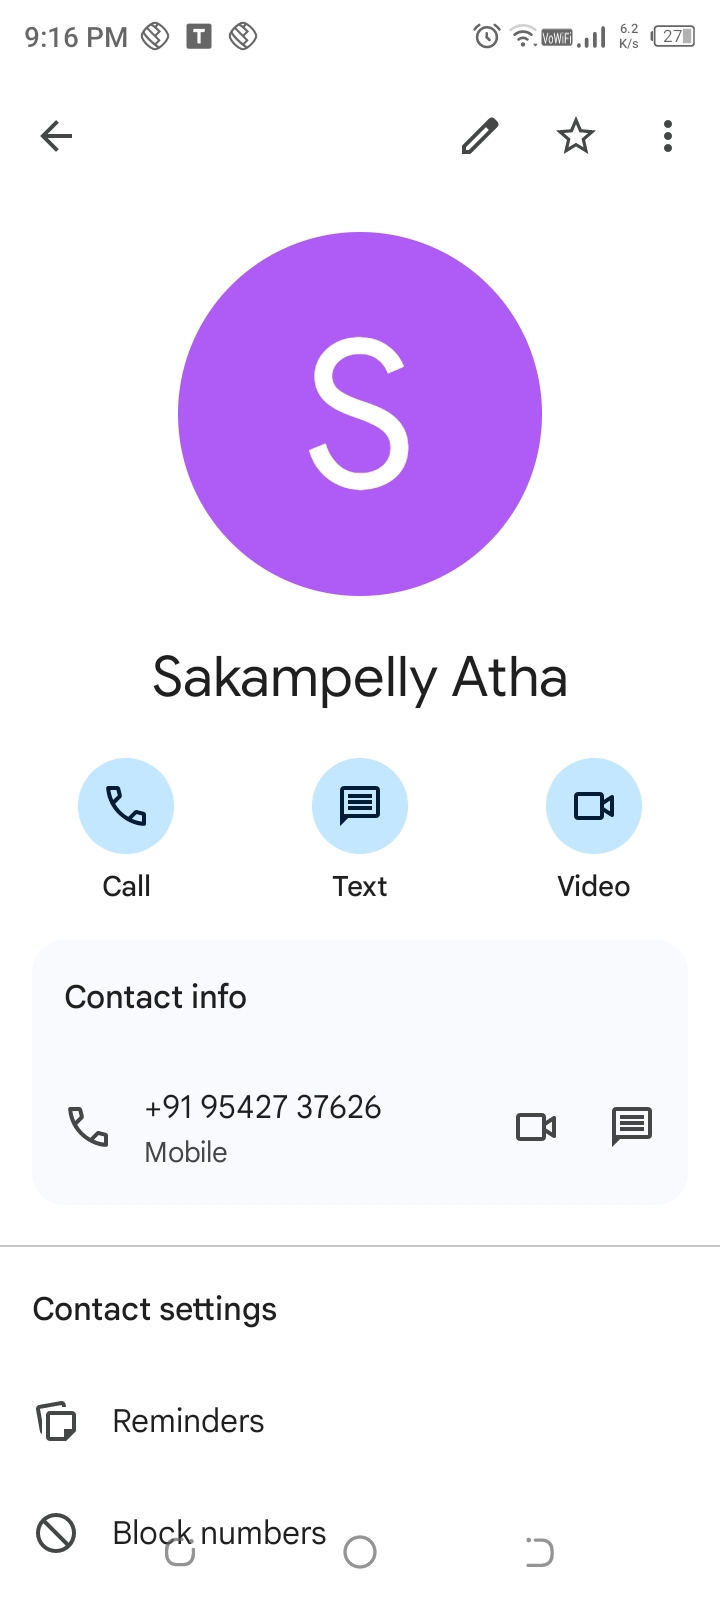 9:16 PM T VoWiFi 6.2 K/s 27
S
Sakampelly Atha
Call Text Video
Contact info
+91 95427 37626
Mobile
Contact settings
Reminders
Block numbers